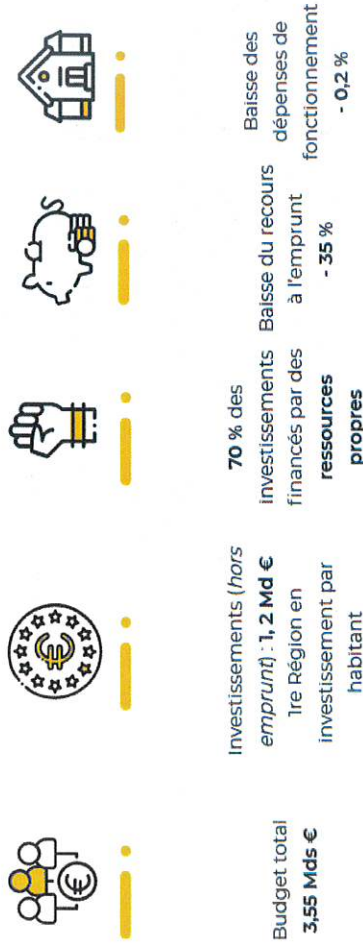 Budget total
3,55 Mds €
Investissements (hors
emprunt) : 1, 2 Md €
1re Région en
investissement par
habitant
70 % des
investissements
financés par des
ressources
propres
Baisse du recours
à l'emprunt
- 35 %
Baisse des
dépenses de
fonctionnement
- 0,2 %